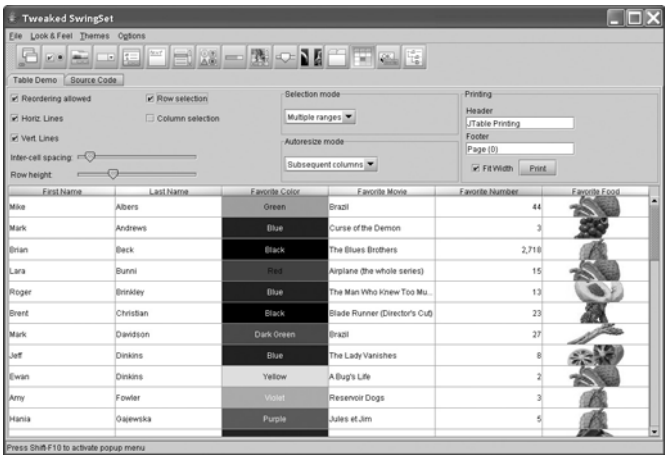 Tweaked SwingSet
File Look & Feel Themes Options
Table Demo Source Code
Reordering allowed Row selection
Horiz. Lines Column selection
Vert. Lines
Inter-cell spacing:
Row height:
Selection mode
Multiple ranges
Autoresize mode
Subsequent columns
Printing
Header
JTable Printing
Footer
Page {0}
Fit Width Print
First Name Last Name Favorite Color Favorite Movie Favorite Number Favorite Food
Mike Albers Green Brazil 44
Mark Andrews Blue Curse of the Demon 3
Brian Beck Black The Blues Brothers 2,718
Lara Bunni Red Airplane (the whole series) 15
Roger Brinkley Blue The Man Who Knew Too Mu... 13
Brent Christian Black Blade Runner (Director's Cut) 23
Mark Davidson Dark Green Brazil 27
Jeff Dinkins Blue The Lady Vanishes 8
Ewan Dinkins Yellow A Bug's Life 2
Amy Fowler Violet Reservoir Dogs 3
Hania Gajewska Purple Jules et Jim 5
Press Shift-F10 to activate popup menu